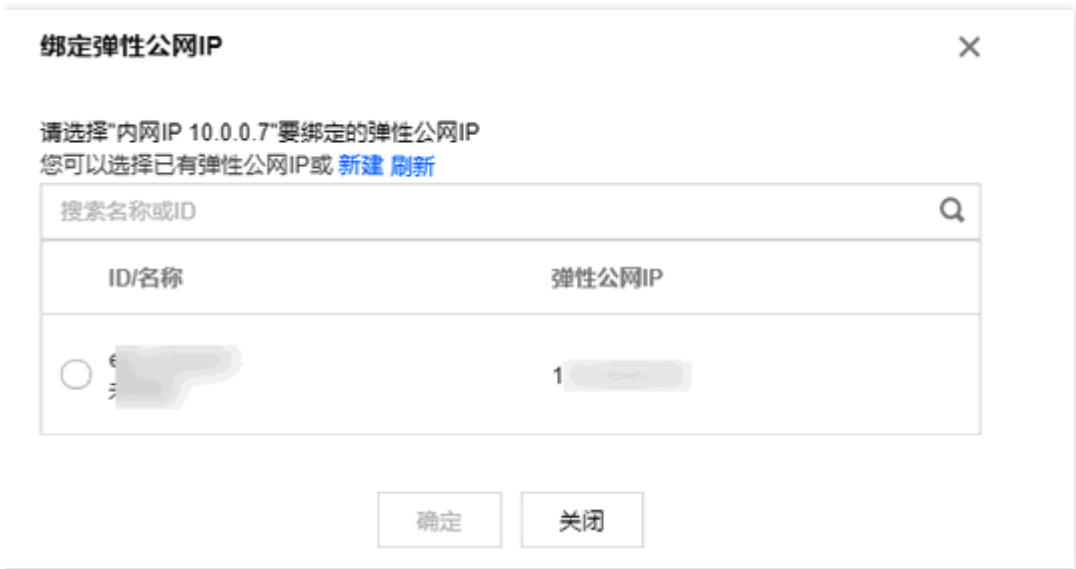 绑定弹性公网IP
请选择"内网IP 10.0.0.7"要绑定的弹性公网IP
您可以选择已有弹性公网IP或 新建 刷新
搜索名称或ID
ID/名称 弹性公网IP
e 1
确定 关闭